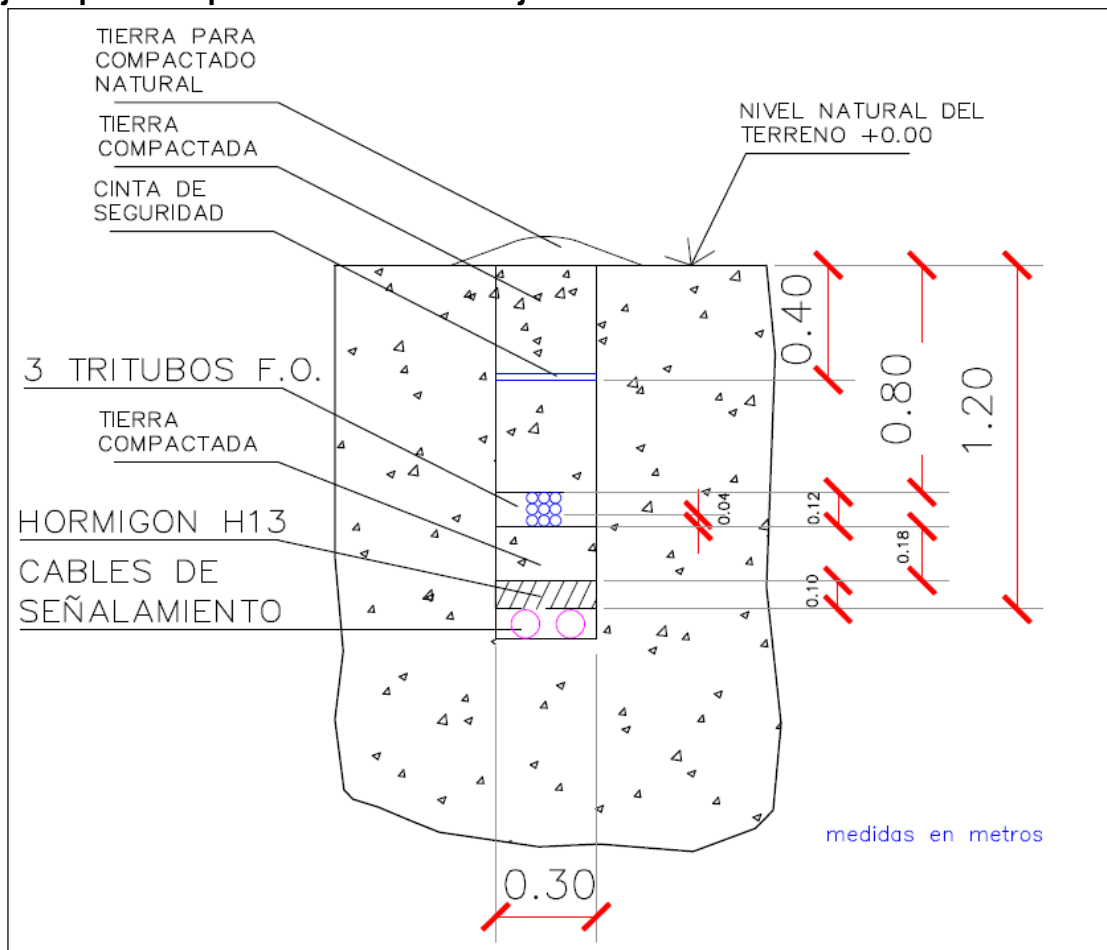 TIERRA PARA
COMPACTADO
NATURAL
TIERRA
COMPACTADA
CINTA DE
SEGURIDAD
3 TRITUBOS F.O.
TIERRA
COMPACTADA
HORMIGON H13
CABLES DE
SEÑALAMIENTO
NIVEL NATURAL DEL
TERRENO +0.00
0.40
0.80
1.20
0.04
0.12
0.18
0.10
medidas en metros
0.30